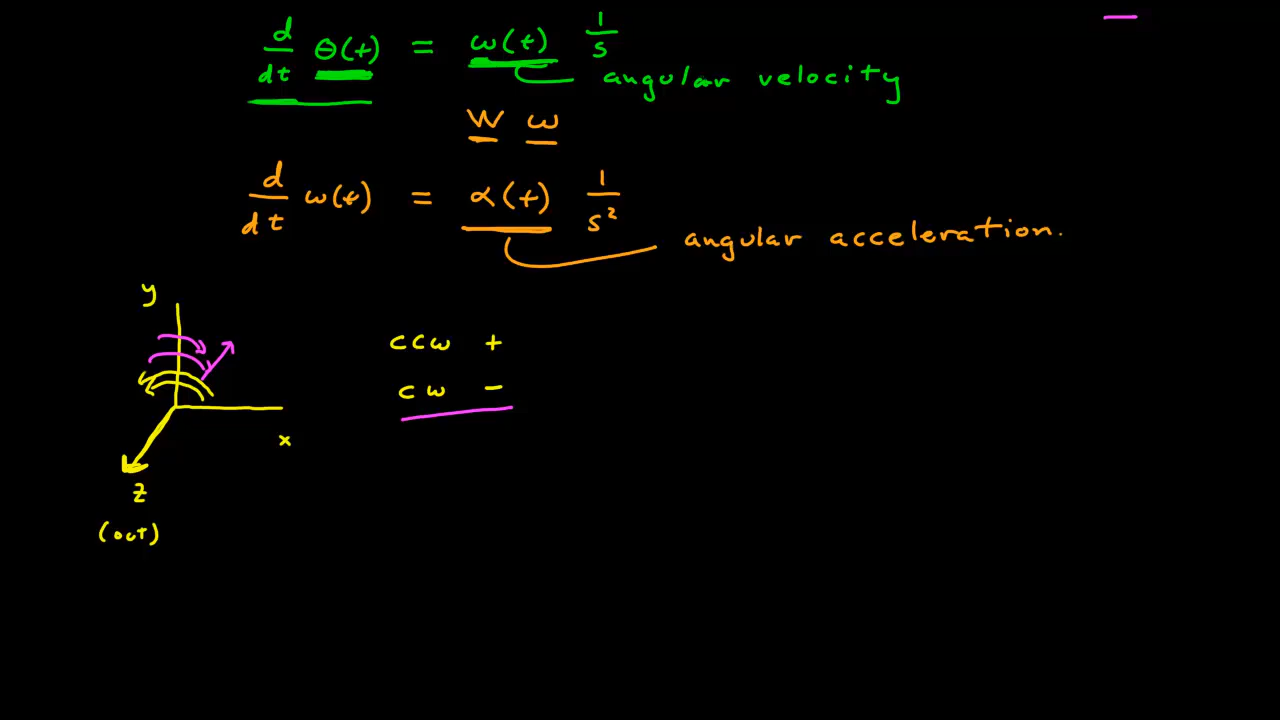 d/dt θ(t) = ω(t) 1/s
angular velocity
W ω
d/dt ω(t) = α(t) 1/s²
angular acceleration.
y
x
z
(out)
ccw +
cw −